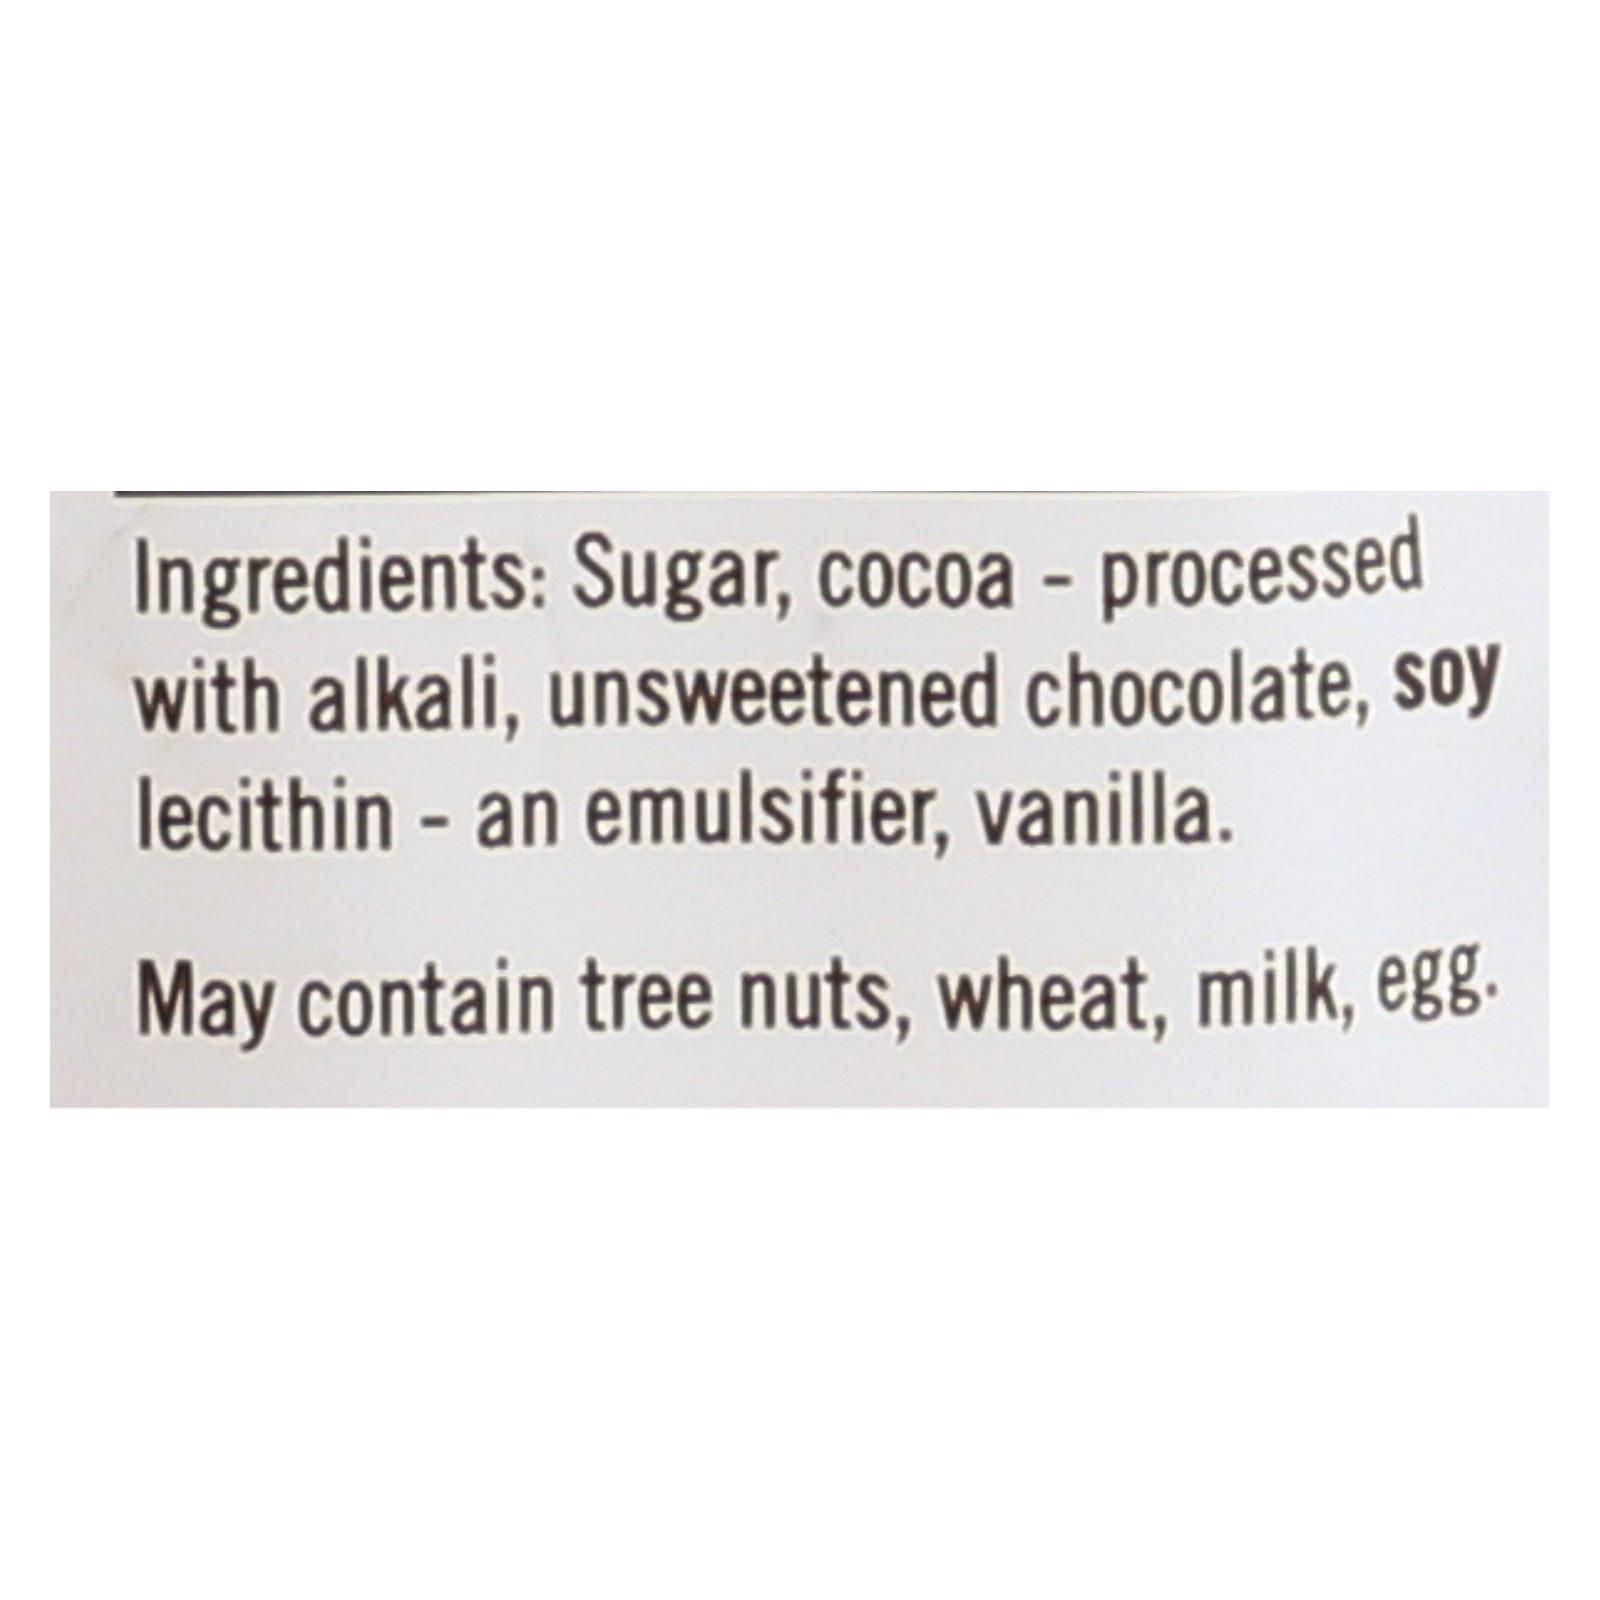 Ingredients: Sugar, cocoa - processed
with alkali, unsweetened chocolate, soy
lecithin - an emulsifier, vanilla.
May contain tree nuts, wheat, milk, egg.